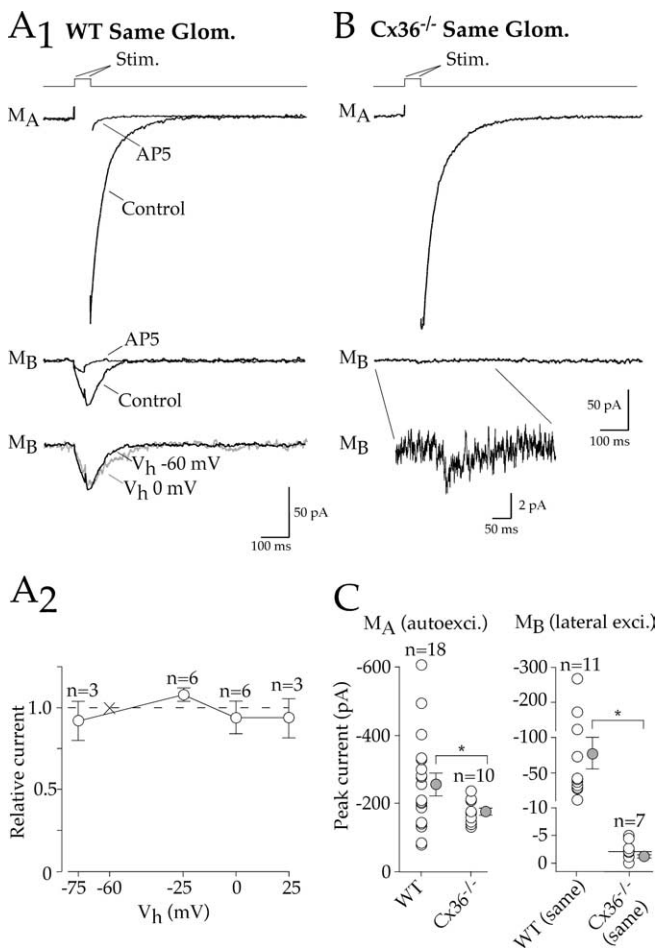 A1 WT Same Glom.
Stim.
MA
AP5
Control
MB
AP5
Control
MB
Vh -60 mV
Vh 0 mV
50 pA
100 ms
B Cx36-/- Same Glom.
Stim.
MA
MB
50 pA
100 ms
MB
2 pA
50 ms
A2
Relative current
1.0
0.5
0
n=3
n=6
n=6
n=3
-75 -60 -25 0 25
Vh (mV)
C
MA (autoexci.)
n=18
Peak current (pA)
-600
-400
-200
0
*
n=10
WT
Cx36-/-
MB (lateral exci.)
n=11
-300
-200
-100
-50
-10
-5
0
*
n=7
WT (same)
Cx36-/-
(same)